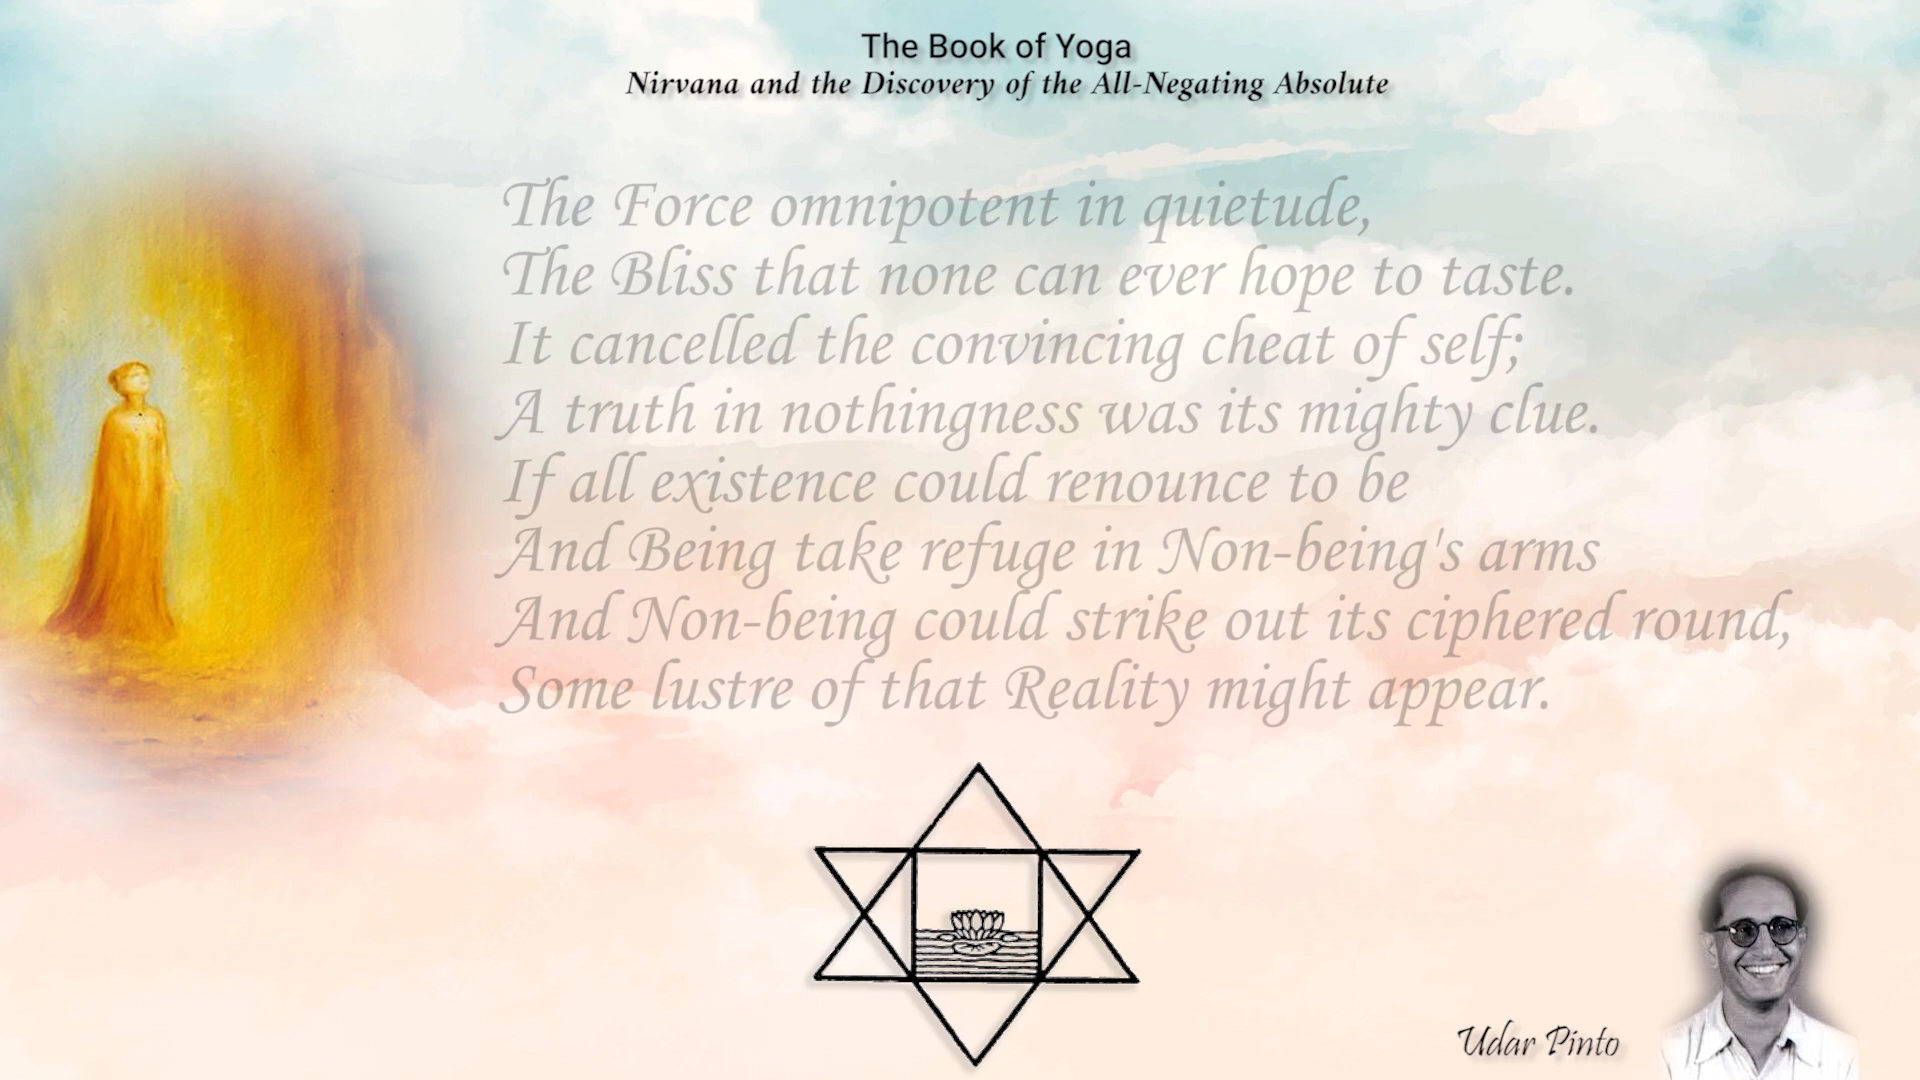 The Book of Yoga
Nirvana and the Discovery of the All-Negating Absolute
The Force omnipotent in quietude,
The Bliss that none can ever hope to taste.
It cancelled the convincing cheat of self;
A truth in nothingness was its mighty clue.
If all existence could renounce to be
And Being take refuge in Non-being's arms
And Non-being could strike out its ciphered round,
Some lustre of that Reality might appear.
Udar Pinto